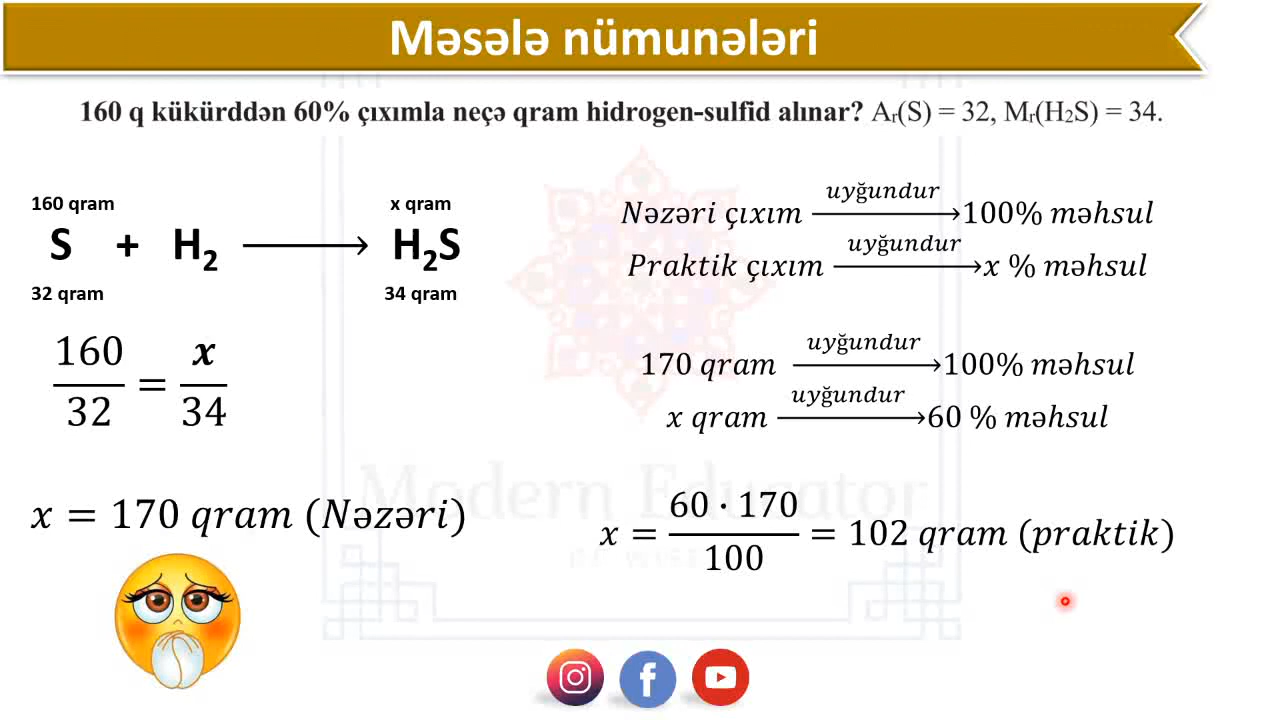 Məsələ nümunələri
160 q kükürddən 60% çıxımla neçə qram hidrogen-sulfid alınar? Aᵣ(S) = 32, Mᵣ(H₂S) = 34.
160 qram x qram
S + H₂ ⟶ H₂S
32 qram 34 qram
160/32 = x/34
x = 170 qram (Nəzəri)
uyğundur
Nəzəri çıxım ⟶ 100% məhsul
uyğundur
Praktik çıxım ⟶ x % məhsul
uyğundur
170 qram ⟶ 100% məhsul
uyğundur
x qram ⟶ 60 % məhsul
x = 60 · 170/100 = 102 qram (praktik)
Modern Educator